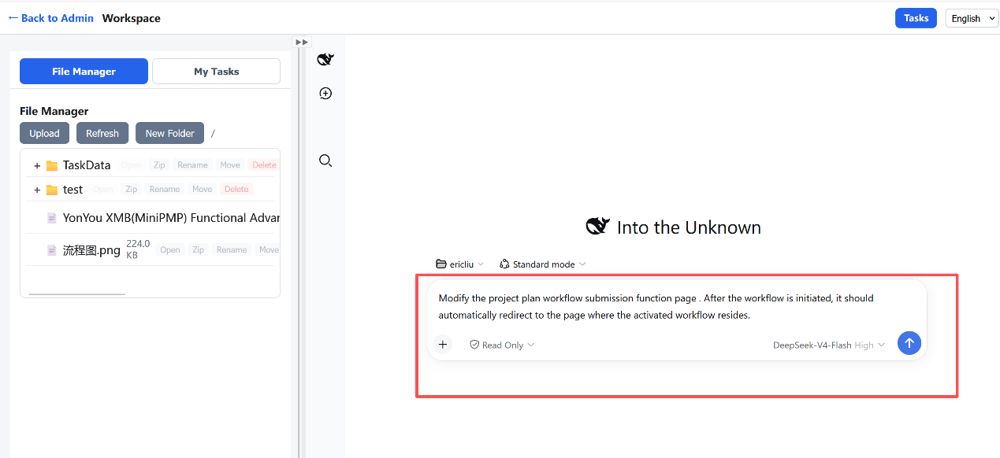 ← Back to Admin Workspace
Tasks
English
File Manager
My Tasks
File Manager
Upload
Refresh
New Folder
/
+ TaskData Open Zip Rename Move Delete
+ test Open Zip Rename Move Delete
YonYou XMB(MiniPMP) Functional Advan
流程图.png 224.0 KB Open Zip Rename Move
Into the Unknown
ericliu
Standard mode
Modify the project plan workflow submission function page . After the workflow is initiated, it should
automatically redirect to the page where the activated workflow resides.
+ Read Only
DeepSeek-V4-Flash High